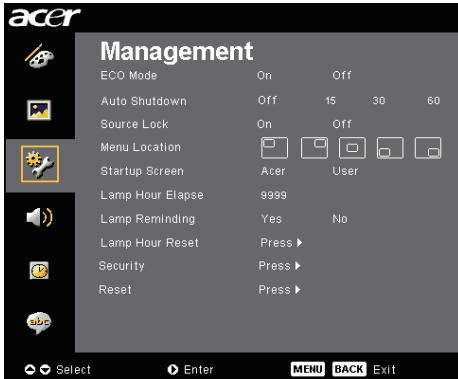 acer
Management
ECO Mode On Off
Auto Shutdown Off 15 30 60
Source Lock On Off
Menu Location
Startup Screen Acer User
Lamp Hour Elapse 9999
Lamp Reminding Yes No
Lamp Hour Reset Press
Security Press
Reset Press
abc
Select Enter MENU BACK Exit